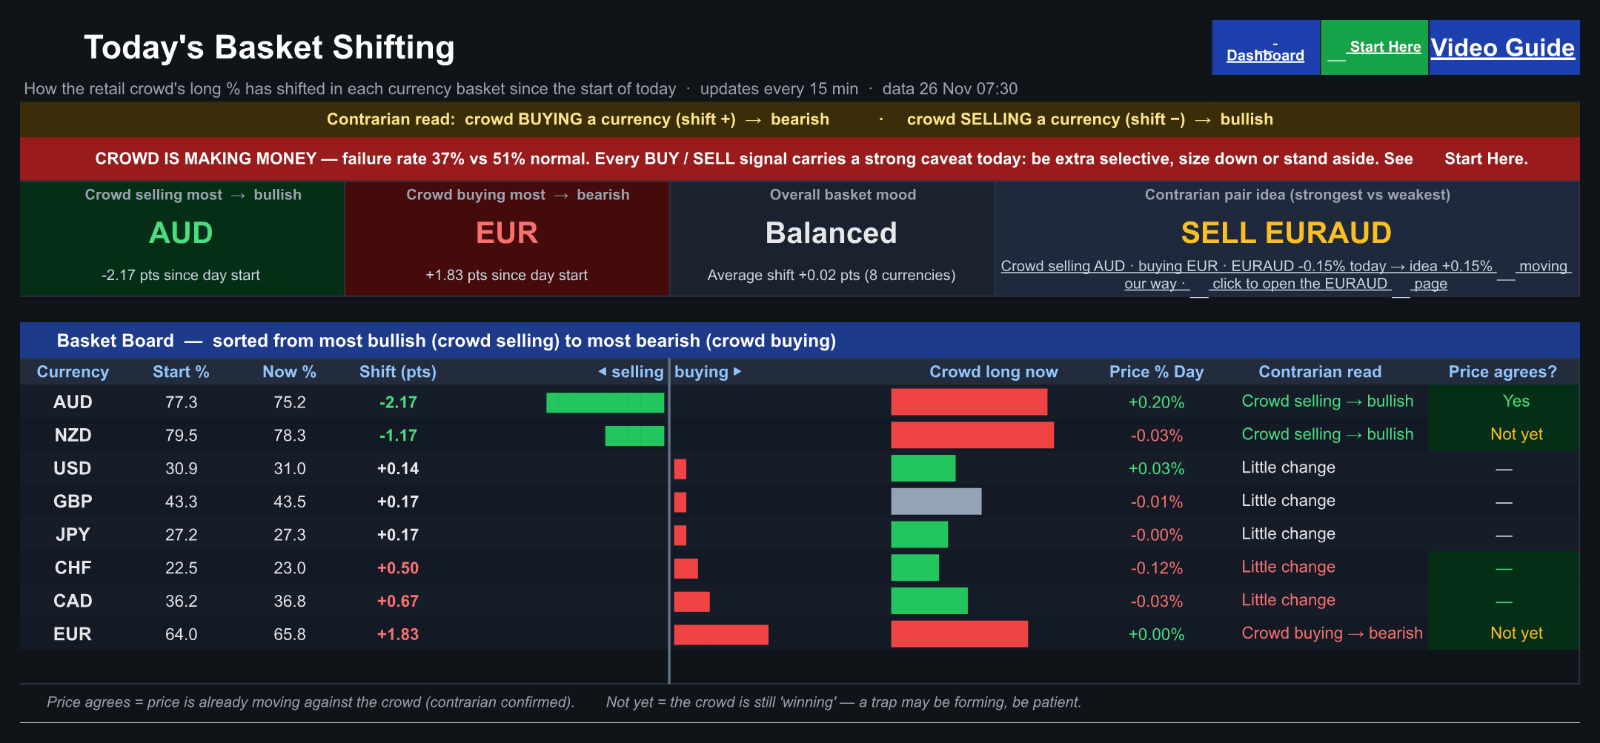 Today's Basket Shifting
Dashboard
Start Here
Video Guide
How the retail crowd's long % has shifted in each currency basket since the start of today · updates every 15 min · data 26 Nov 07:30
Contrarian read: crowd BUYING a currency (shift +) → bearish · crowd SELLING a currency (shift −) → bullish
CROWD IS MAKING MONEY — failure rate 37% vs 51% normal. Every BUY / SELL signal carries a strong caveat today: be extra selective, size down or stand aside. See Start Here.
Crowd selling most → bullish
AUD
-2.17 pts since day start
Crowd buying most → bearish
EUR
+1.83 pts since day start
Overall basket mood
Balanced
Average shift +0.02 pts (8 currencies)
Contrarian pair idea (strongest vs weakest)
SELL EURAUD
Crowd selling AUD · buying EUR · EURAUD -0.15% today → idea +0.15% moving
our way · click to open the EURAUD page
Basket Board — sorted from most bullish (crowd selling) to most bearish (crowd buying)
Currency Start % Now % Shift (pts) ◄ selling buying ► Crowd long now Price % Day Contrarian read Price agrees?
AUD 77.3 75.2 -2.17 +0.20% Crowd selling → bullish Yes
NZD 79.5 78.3 -1.17 -0.03% Crowd selling → bullish Not yet
USD 30.9 31.0 +0.14 +0.03% Little change —
GBP 43.3 43.5 +0.17 -0.01% Little change —
JPY 27.2 27.3 +0.17 -0.00% Little change —
CHF 22.5 23.0 +0.50 -0.12% Little change —
CAD 36.2 36.8 +0.67 -0.03% Little change —
EUR 64.0 65.8 +1.83 +0.00% Crowd buying → bearish Not yet
Price agrees = price is already moving against the crowd (contrarian confirmed). Not yet = the crowd is still 'winning' — a trap may be forming, be patient.